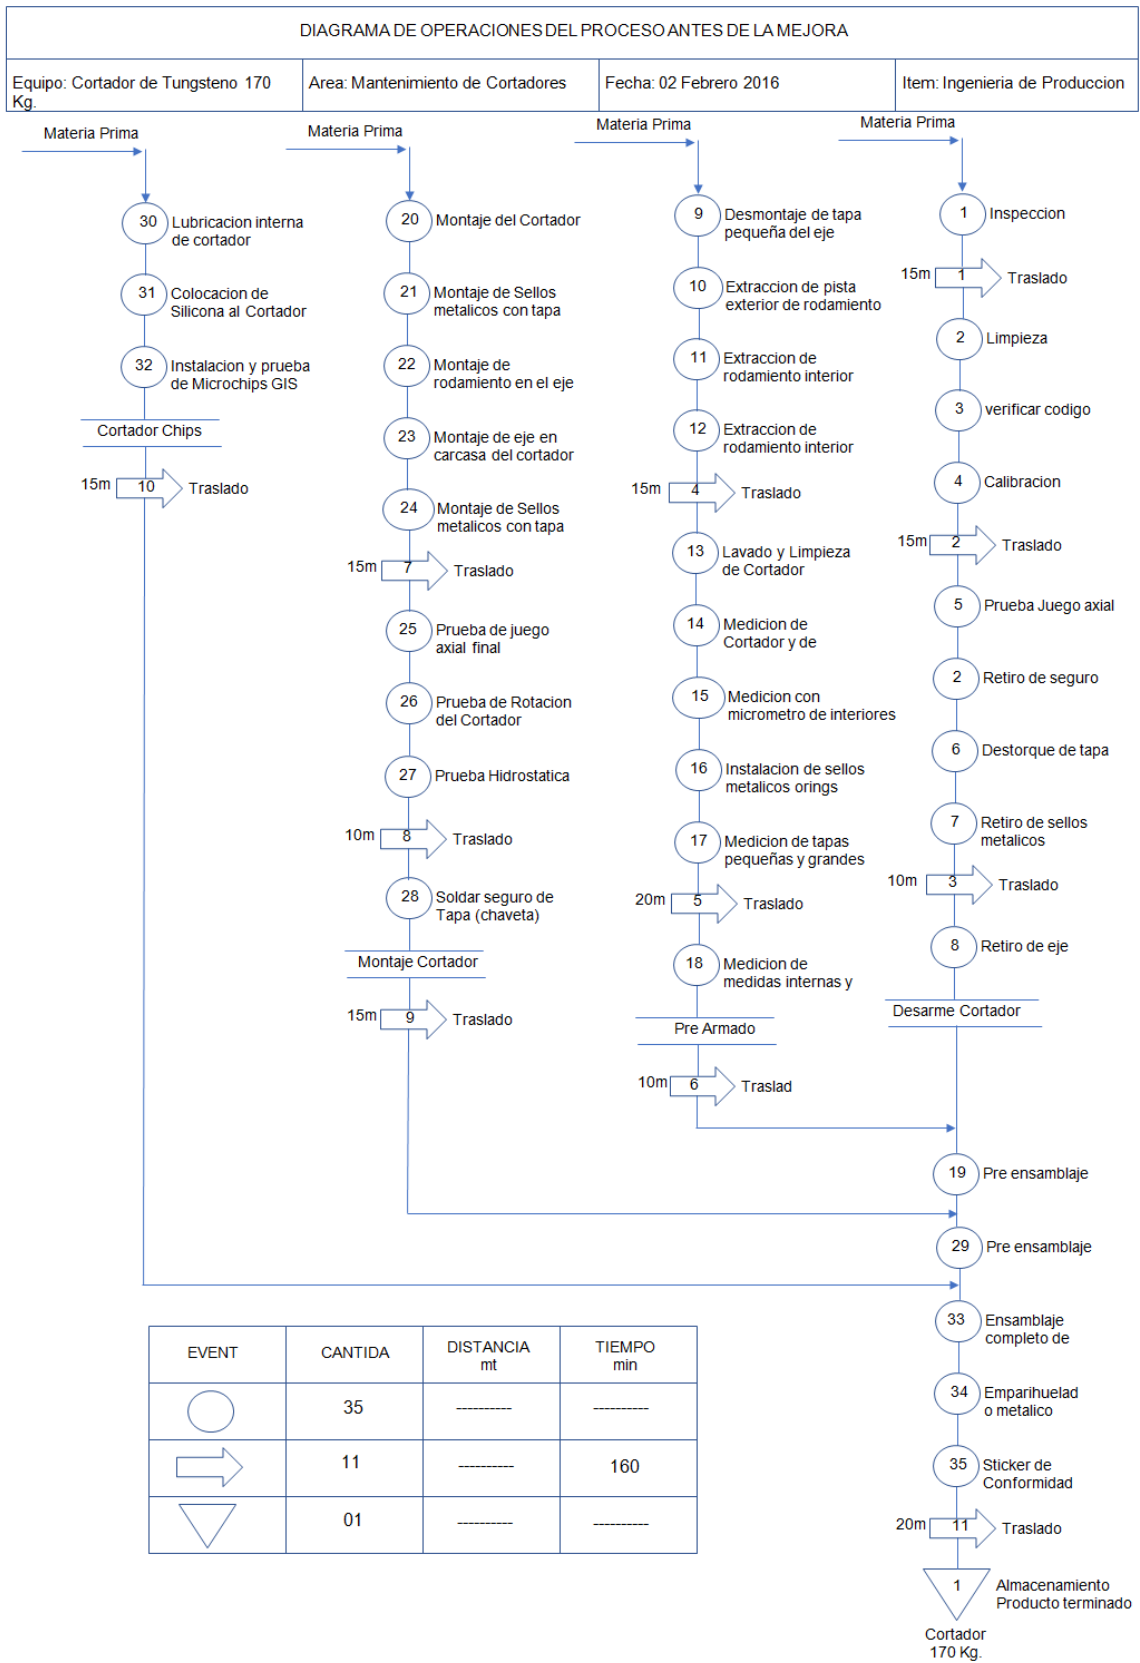 DIAGRAMA DE OPERACIONES DEL PROCESO ANTES DE LA MEJORA
Equipo: Cortador de Tungsteno 170
Kg.
Area: Mantenimiento de Cortadores
Fecha: 02 Febrero 2016
Item: Ingenieria de Produccion
Materia Prima
30
Lubricacion interna
de cortador
31
Colocacion de
Silicona al Cortador
32
Instalacion y prueba
de Microchips GIS
Cortador Chips
15m
10
Traslado
Materia Prima
20
Montaje del Cortador
21
Montaje de Sellos
metalicos con tapa
22
Montaje de
rodamiento en el eje
23
Montaje de eje en
carcasa del cortador
24
Montaje de Sellos
metalicos con tapa
15m
7
Traslado
25
Prueba de juego
axial final
26
Prueba de Rotacion
del Cortador
27
Prueba Hidrostatica
10m
8
Traslado
28
Soldar seguro de
Tapa (chaveta)
Montaje Cortador
15m
9
Traslado
Materia Prima
9
Desmontaje de tapa
pequeña del eje
10
Extraccion de pista
exterior de rodamiento
11
Extraccion de
rodamiento interior
12
Extraccion de
rodamiento interior
15m
4
Traslado
13
Lavado y Limpieza
de Cortador
14
Medicion de
Cortador y de
15
Medicion con
micrometro de interiores
16
Instalacion de sellos
metalicos orings
17
Medicion de tapas
pequeñas y grandes
20m
5
Traslado
18
Medicion de
medidas internas y
Pre Armado
10m
6
Traslad
Materia Prima
1
Inspeccion
15m
1
Traslado
2
Limpieza
3
verificar codigo
4
Calibracion
15m
2
Traslado
5
Prueba Juego axial
2
Retiro de seguro
6
Destorque de tapa
7
Retiro de sellos
metalicos
10m
3
Traslado
8
Retiro de eje
Desarme Cortador
19
Pre ensamblaje
29
Pre ensamblaje
33
Ensamblaje
completo de
34
Emparihuelad
o metalico
35
Sticker de
Conformidad
20m
11
Traslado
1
Almacenamiento
Producto terminado
Cortador
170 Kg.
EVENT
CANTIDA
DISTANCIA
mt
TIEMPO
min
35
----------
----------
11
----------
160
01
----------
----------